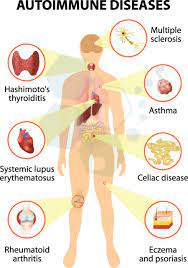 AUTOIMMUNE DISEASES
Multiple
sclerosis
Hashimoto's
thyroiditis
Asthma
Systemic lupus
erythematosus
Celiac disease
Rheumatoid
arthritis
Eczema
and psoriasis